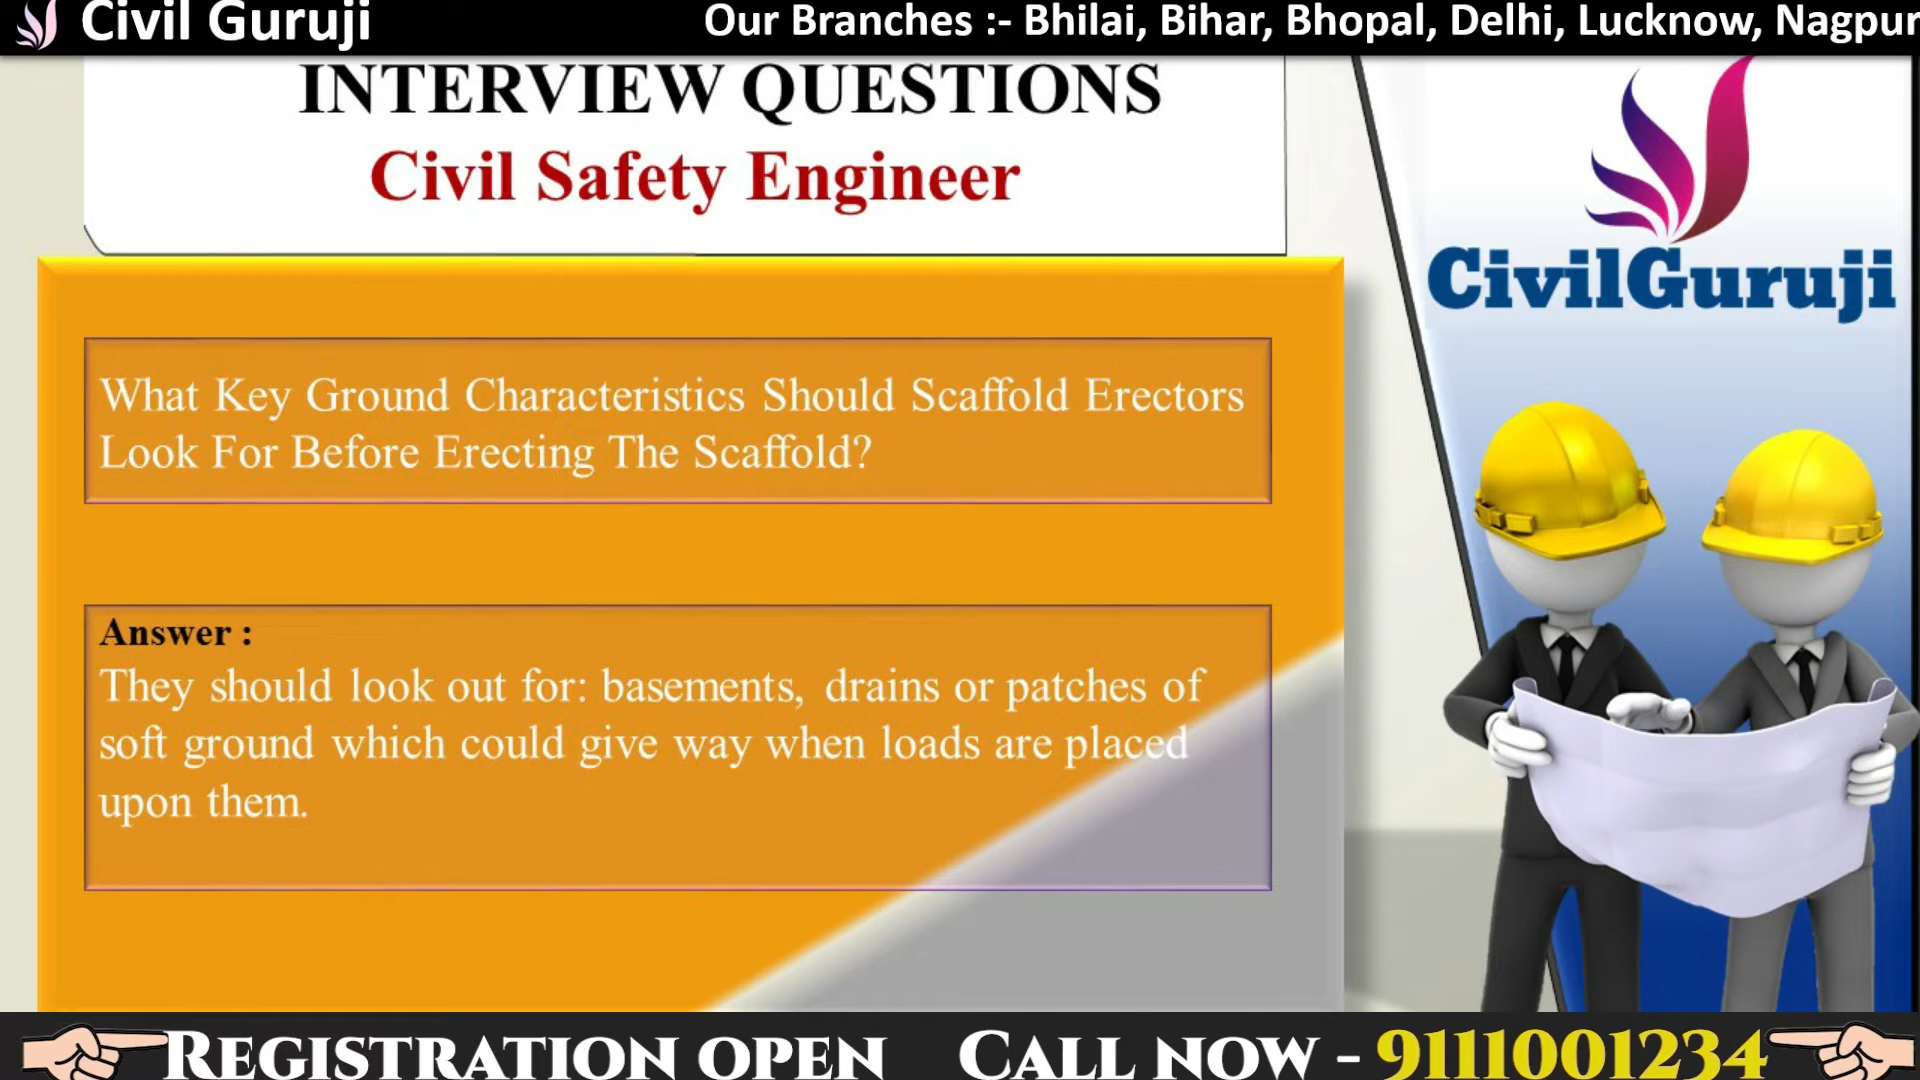 Civil Guruji
Our Branches :- Bhilai, Bihar, Bhopal, Delhi, Lucknow, Nagpur
INTERVIEW QUESTIONS
Civil Safety Engineer
CivilGuruji
What Key Ground Characteristics Should Scaffold Erectors
Look For Before Erecting The Scaffold?
Answer :
They should look out for: basements, drains or patches of
soft ground which could give way when loads are placed
upon them.
REGISTRATION OPEN CALL NOW - 9111001234